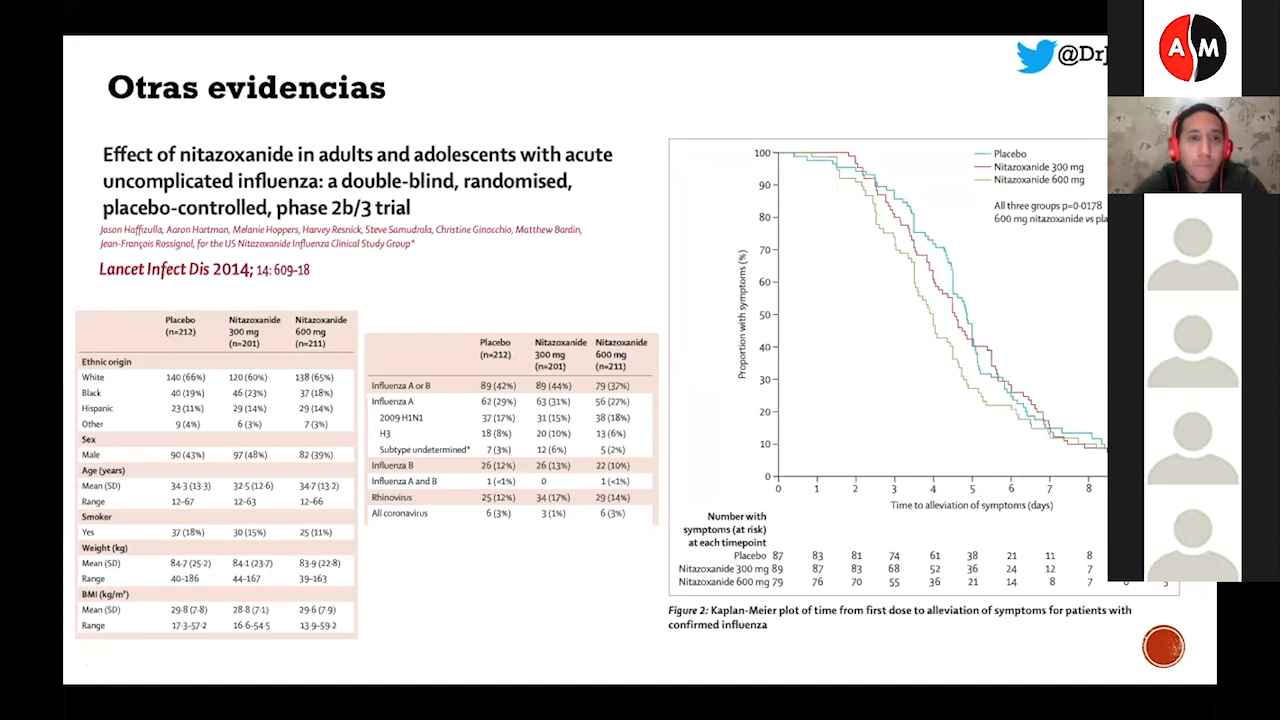 @DrJ
Otras evidencias
Effect of nitazoxanide in adults and adolescents with acute
uncomplicated influenza: a double-blind, randomised,
placebo-controlled, phase 2b/3 trial
Jason Haffizulla, Aaron Hartman, Melanie Hoppers, Harvey Resnick, Steve Samudrala, Christine Ginocchio, Matthew Bardin,
Jean-François Rossignol, for the US Nitazoxanide Influenza Clinical Study Group*
Lancet Infect Dis 2014; 14: 609–18
Placebo (n=212) Nitazoxanide 300 mg (n=201) Nitazoxanide 600 mg (n=211)
Ethnic origin
White 140 (66%) 120 (60%) 138 (65%)
Black 40 (19%) 46 (23%) 37 (18%)
Hispanic 23 (11%) 29 (14%) 29 (14%)
Other 9 (4%) 6 (3%) 7 (3%)
Sex
Male 90 (43%) 97 (48%) 82 (39%)
Age (years)
Mean (SD) 34·3 (13·3) 32·5 (12·6) 34·7 (13·2)
Range 12–67 12–63 12–66
Smoker
Yes 37 (18%) 30 (15%) 25 (11%)
Weight (kg)
Mean (SD) 84·7 (25·2) 84·1 (23·7) 83·9 (22·8)
Range 40–186 44–167 39–163
BMI (kg/m²)
Mean (SD) 29·8 (7·8) 28·8 (7·1) 29·6 (7·9)
Range 17·3–57·2 16·6–54·5 13·9–59·2
Placebo (n=212) Nitazoxanide 300 mg (n=201) Nitazoxanide 600 mg (n=211)
Influenza A or B 89 (42%) 89 (44%) 79 (37%)
Influenza A 62 (29%) 63 (31%) 56 (27%)
2009 H1N1 37 (17%) 31 (15%) 38 (18%)
H3 18 (8%) 20 (10%) 13 (6%)
Subtype undetermined* 7 (3%) 12 (6%) 5 (2%)
Influenza B 26 (12%) 26 (13%) 22 (10%)
Influenza A and B 1 (<1%) 0 1 (<1%)
Rhinovirus 25 (12%) 34 (17%) 29 (14%)
All coronavirus 6 (3%) 3 (1%) 6 (3%)
Placebo
Nitazoxanide 300 mg
Nitazoxanide 600 mg
All three groups p=0·0178
600 mg nitazoxanide vs pla
Proportion with symptoms (%)
100
90
80
70
60
50
40
30
20
10
0
0 1 2 3 4 5 6 7 8
Time to alleviation of symptoms (days)
Number with
symptoms (at risk)
at each timepoint
Placebo 87 83 81 74 61 38 21 11 8
Nitazoxanide 300 mg 89 87 83 68 52 36 24 12 7
Nitazoxanide 600 mg 79 76 70 55 36 21 14 8 7
Figure 2: Kaplan-Meier plot of time from first dose to alleviation of symptoms for patients with
confirmed influenza
A M